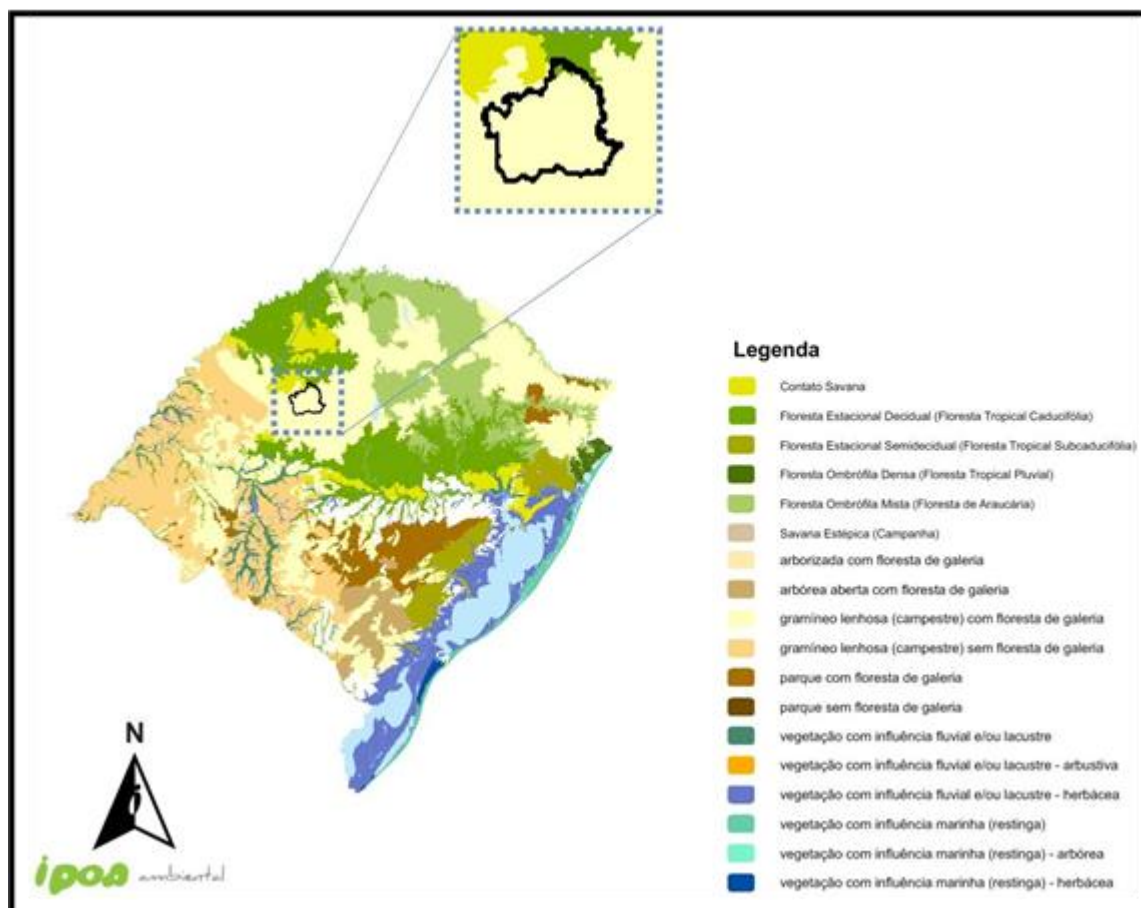 Legenda
Contato Savana
Floresta Estacional Decidual (Floresta Tropical Caducifólia)
Floresta Estacional Semidecidual (Floresta Tropical Subcaducifólia)
Floresta Ombrófila Densa (Floresta Tropical Pluvial)
Floresta Ombrófila Mista (Floresta de Araucária)
Savana Estépica (Campanha)
arborizada com floresta de galeria
arbórea aberta com floresta de galeria
gramíneo lenhosa (campestre) com floresta de galeria
gramíneo lenhosa (campestre) sem floresta de galeria
parque com floresta de galeria
parque sem floresta de galeria
vegetação com influência fluvial e/ou lacustre
vegetação com influência fluvial e/ou lacustre - arbustiva
vegetação com influência fluvial e/ou lacustre - herbácea
vegetação com influência marinha (restinga)
vegetação com influência marinha (restinga) - arbórea
vegetação com influência marinha (restinga) - herbácea
N
ipoa ambiental